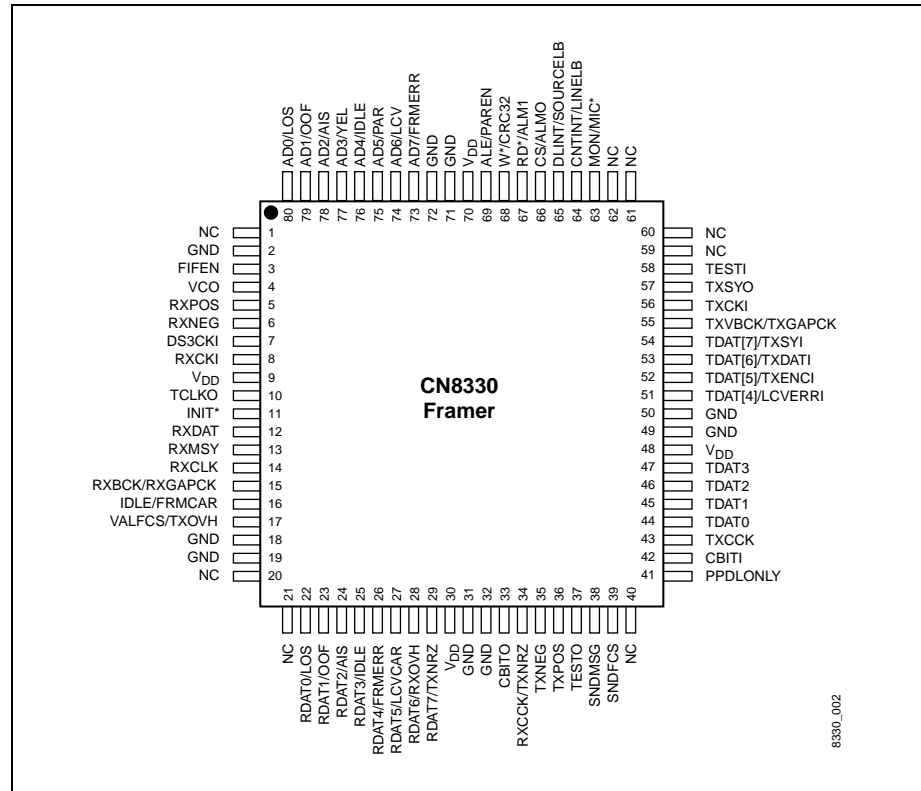 AD0/LOS
AD1/OOF
AD2/AIS
AD3/YEL
AD4/IDLE
AD5/PAR
AD6/LCV
AD7/FRMERR
GND
GND
VDD
ALE/PAREN
W*/CRC32
RD*/ALM1
CS/ALMO
DLINT/SOURCELB
CNTINT/LINELB
MON/MIC*
NC
NC
80 79 78 77 76 75 74 73 72 71 70 69 68 67 66 65 64 63 62 61
NC 1
GND 2
FIFEN 3
VCO 4
RXPOS 5
RXNEG 6
DS3CKI 7
RXCKI 8
VDD 9
TCLKO 10
INIT* 11
RXDAT 12
RXMSY 13
RXCLK 14
RXBCK/RXGAPCK 15
IDLE/FRMCAR 16
VALFCS/TXOVH 17
GND 18
GND 19
NC 20
CN8330
Framer
60 NC
59 NC
58 TESTI
57 TXSYO
56 TXCKI
55 TXVBCK/TXGAPCK
54 TDAT[7]/TXSYI
53 TDAT[6]/TXDATI
52 TDAT[5]/TXENCI
51 TDAT[4]/LCVERRI
50 GND
49 GND
48 VDD
47 TDAT3
46 TDAT2
45 TDAT1
44 TDAT0
43 TXCCK
42 CBITI
41 PPDLONLY
21 22 23 24 25 26 27 28 29 30 31 32 33 34 35 36 37 38 39 40
NC
RDAT0/LOS
RDAT1/OOF
RDAT2/AIS
RDAT3/IDLE
RDAT4/FRMERR
RDAT5/LCVCAR
RDAT6/RXOVH
RDAT7/TXNRZ
VDD
GND
GND
CBITO
RXCCK/TXNRZ
TXNEG
TXPOS
TESTO
SNDMSG
SNDFCS
NC
8330_002